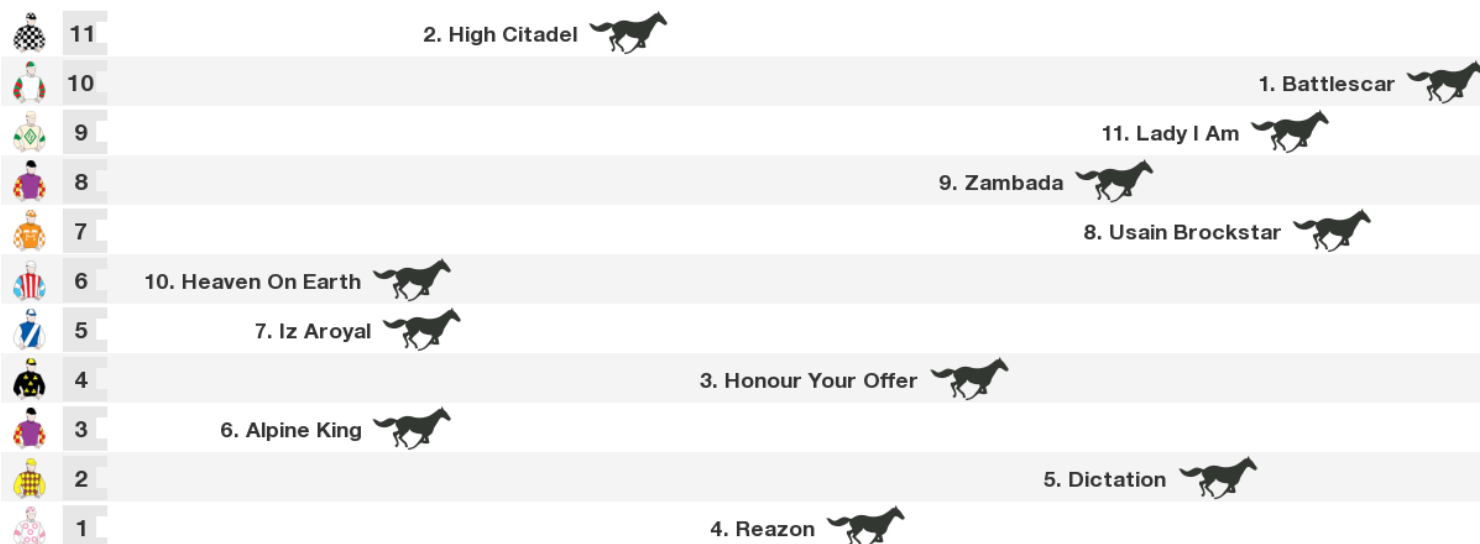 11 2. High Citadel
10 1. Battlescar
9 11. Lady I Am
8 9. Zambada
7 8. Usain Brockstar
6 10. Heaven On Earth
5 7. Iz Aroyal
4 3. Honour Your Offer
3 6. Alpine King
2 5. Dictation
1 4. Reazon